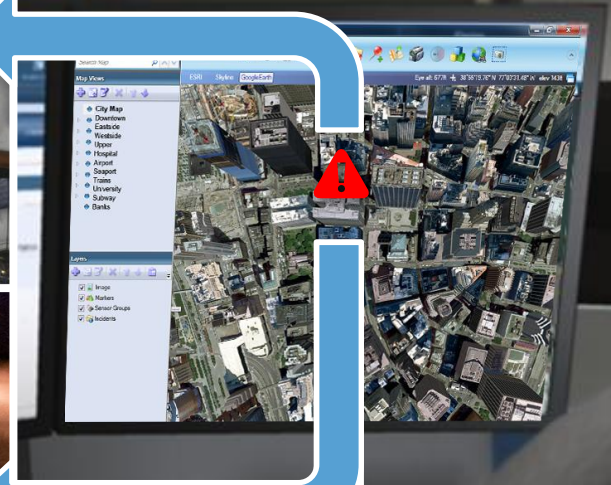 Search Map
Map Views
ESRI Skyline GoogleEarth
City Map
Downtown
Eastside
Westside
Upper
Hospital
Airport
Seaport
Trains
University
Subway
Banks
Layers
Image
Markers
Sensor Groups
Incidents